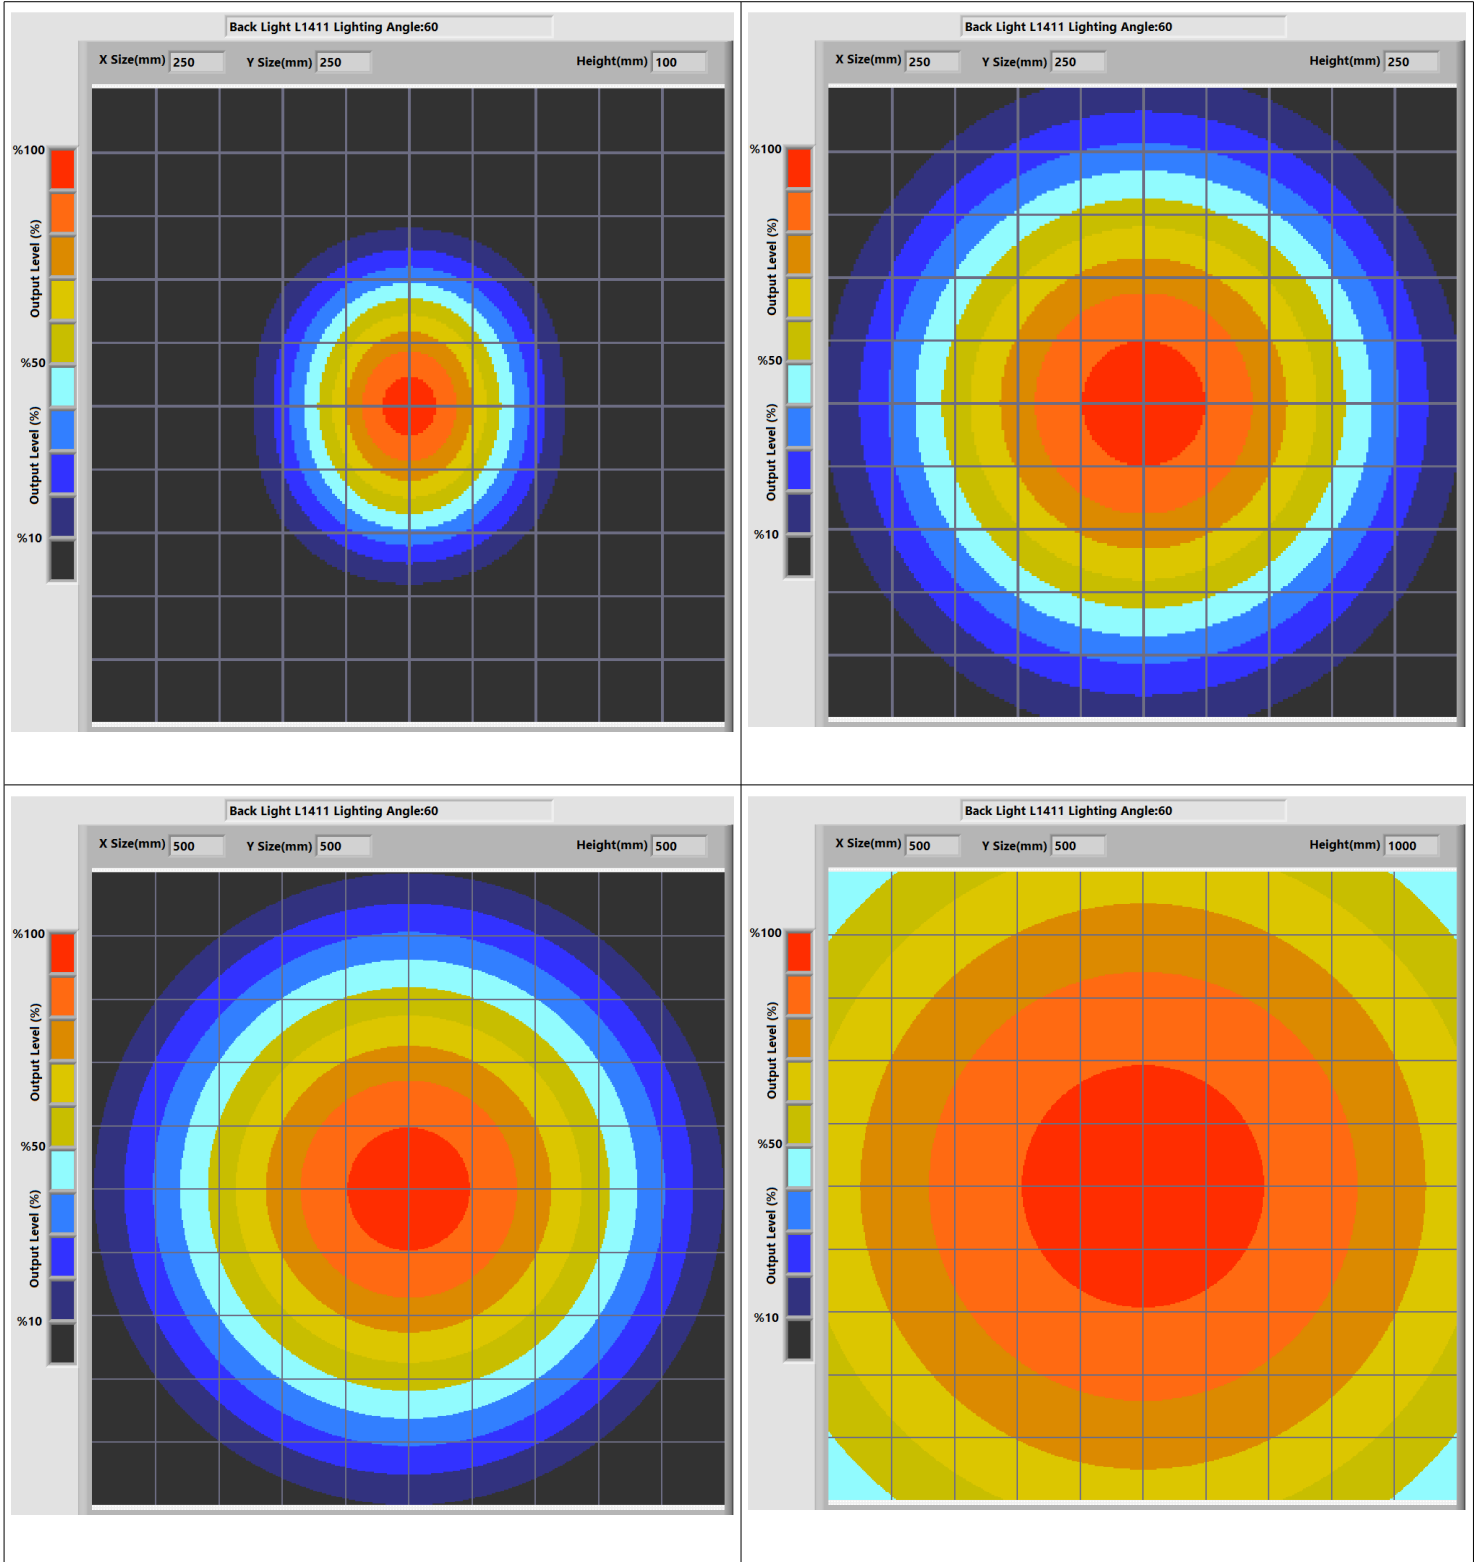 Back Light L1411 Lighting Angle:60
X Size(mm) 250 Y Size(mm) 250 Height(mm) 100
%100
Output Level (%)
%50
Output Level (%)
%10
Back Light L1411 Lighting Angle:60
X Size(mm) 250 Y Size(mm) 250 Height(mm) 250
%100
Output Level (%)
%50
Output Level (%)
%10
Back Light L1411 Lighting Angle:60
X Size(mm) 500 Y Size(mm) 500 Height(mm) 500
%100
Output Level (%)
%50
Output Level (%)
%10
Back Light L1411 Lighting Angle:60
X Size(mm) 500 Y Size(mm) 500 Height(mm) 1000
%100
Output Level (%)
%50
Output Level (%)
%10